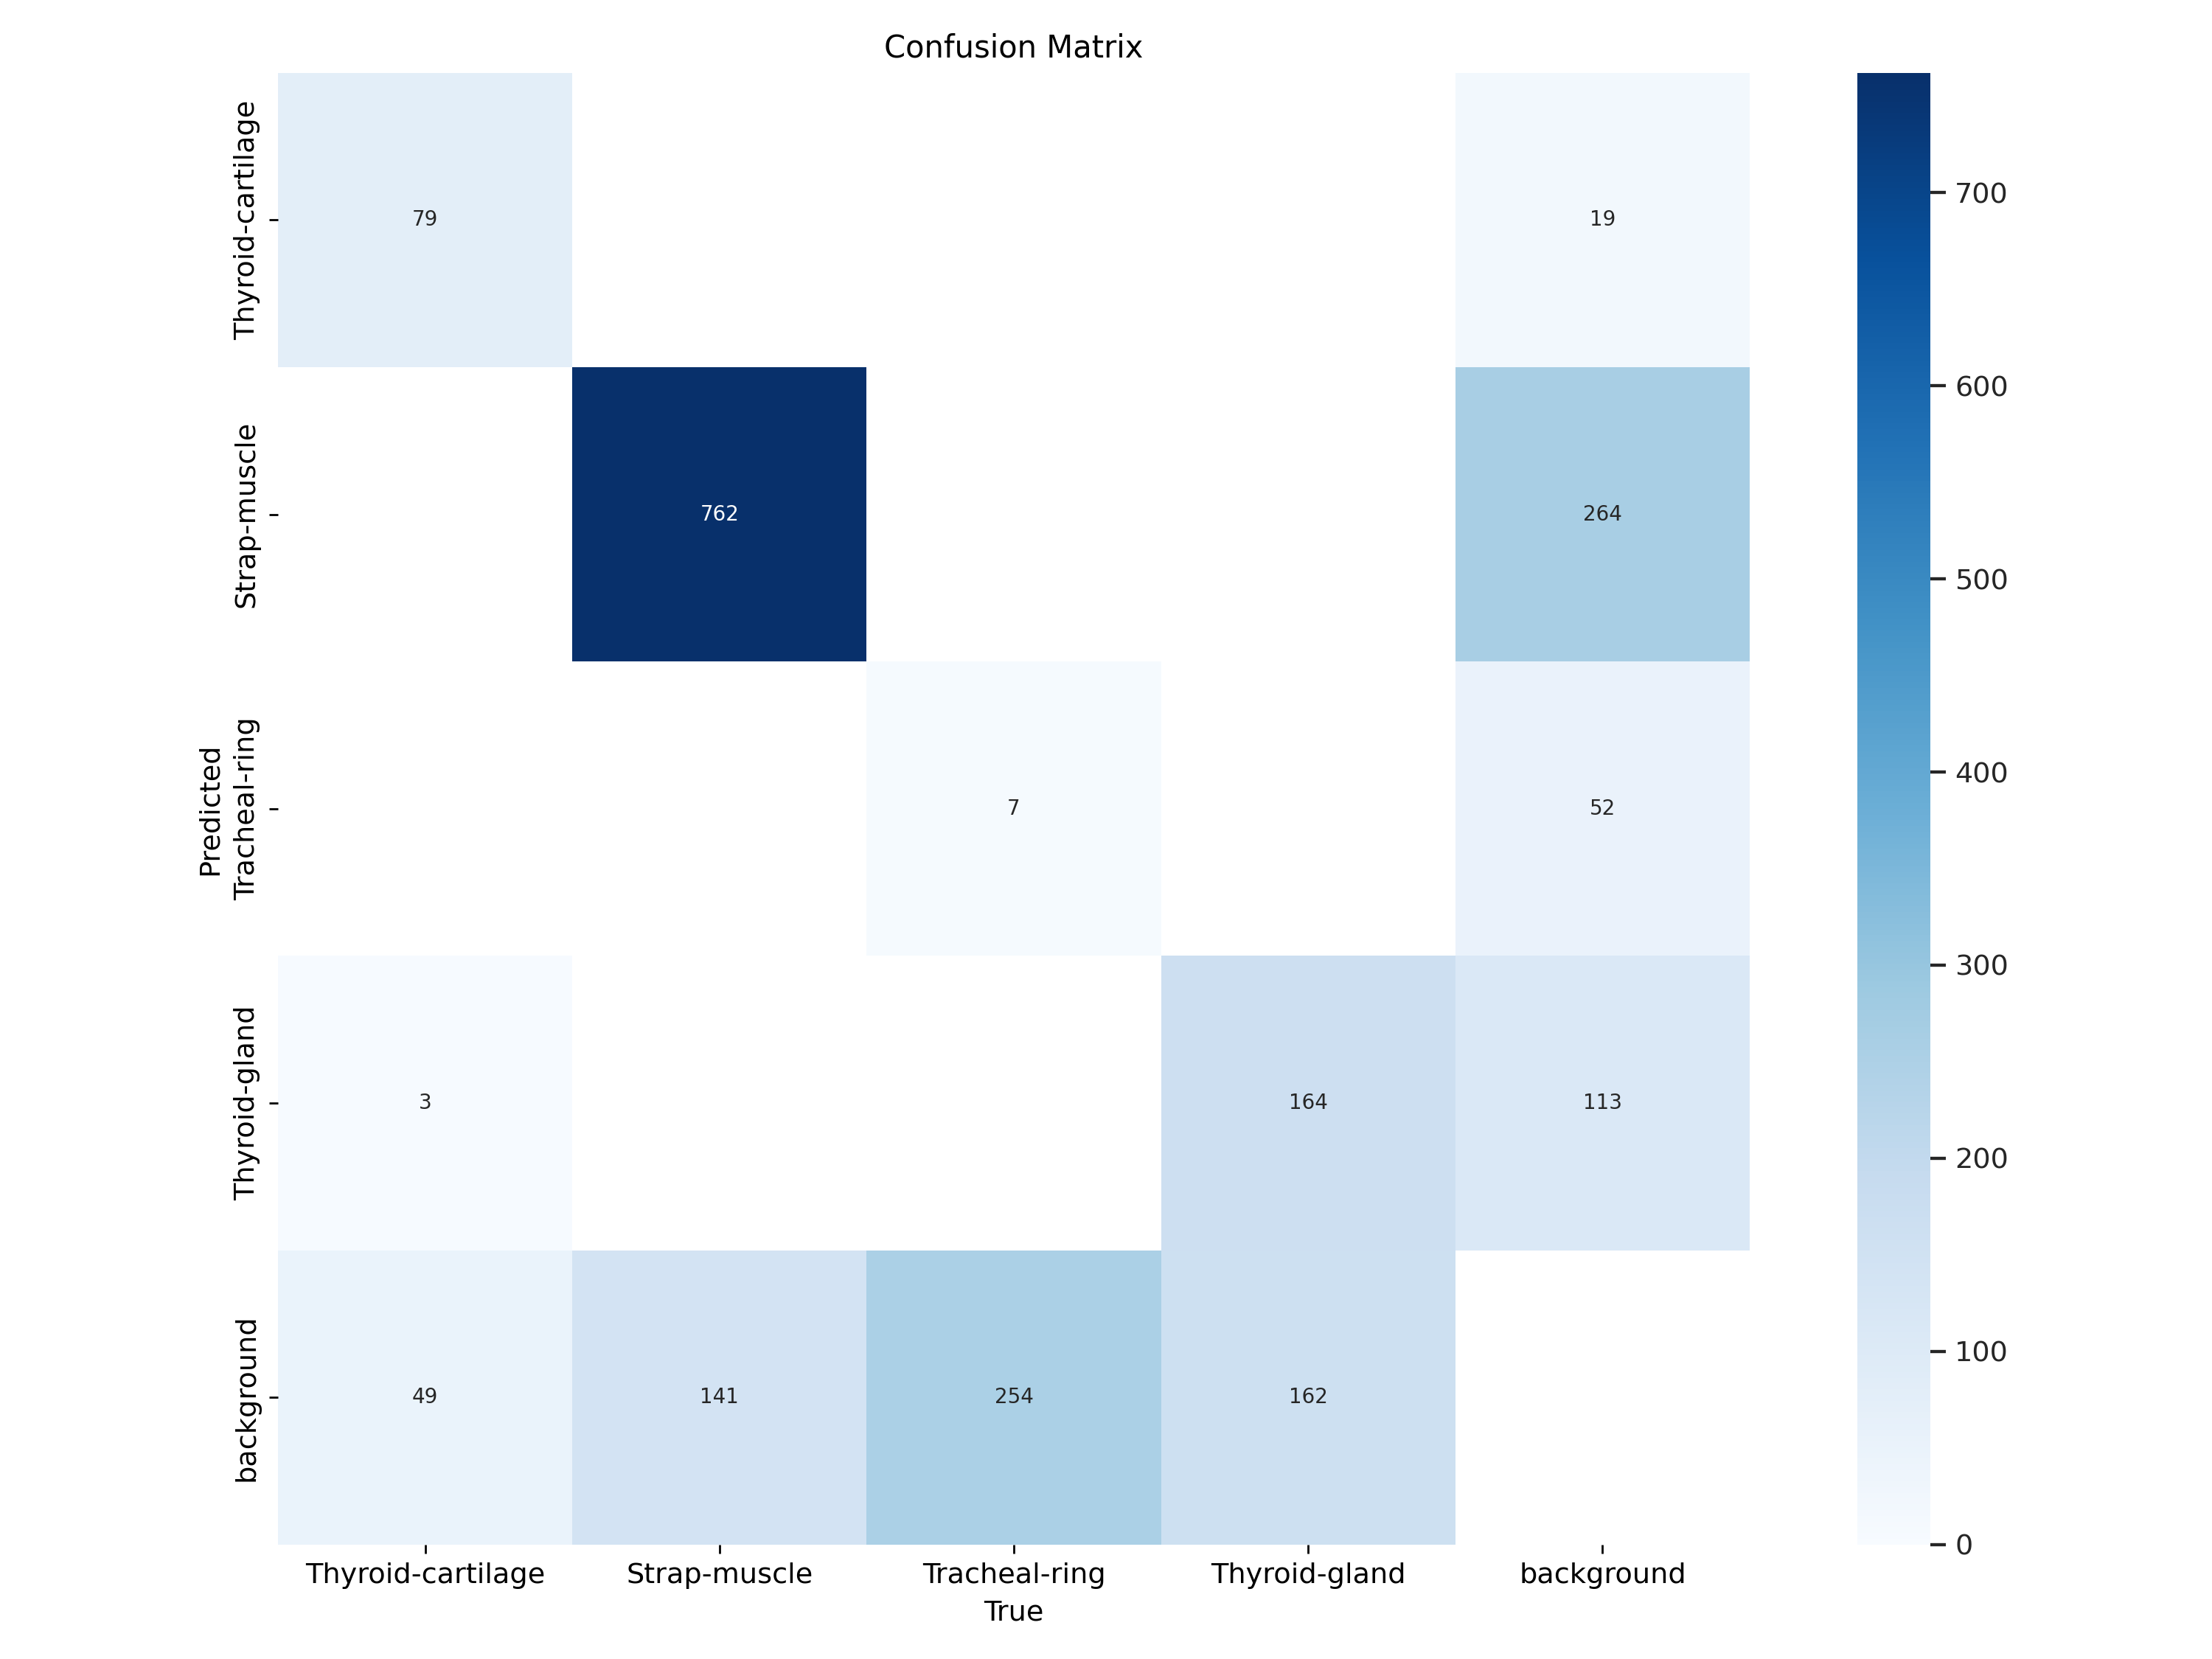 Confusion Matrix
Predicted
Thyroid-cartilage
79
19
700
600
Strap-muscle
762
264
500
400
Tracheal-ring
7
52
300
Thyroid-gland
3
164
113
200
100
background
49
141
254
162
0
Thyroid-cartilage Strap-muscle Tracheal-ring Thyroid-gland background
True